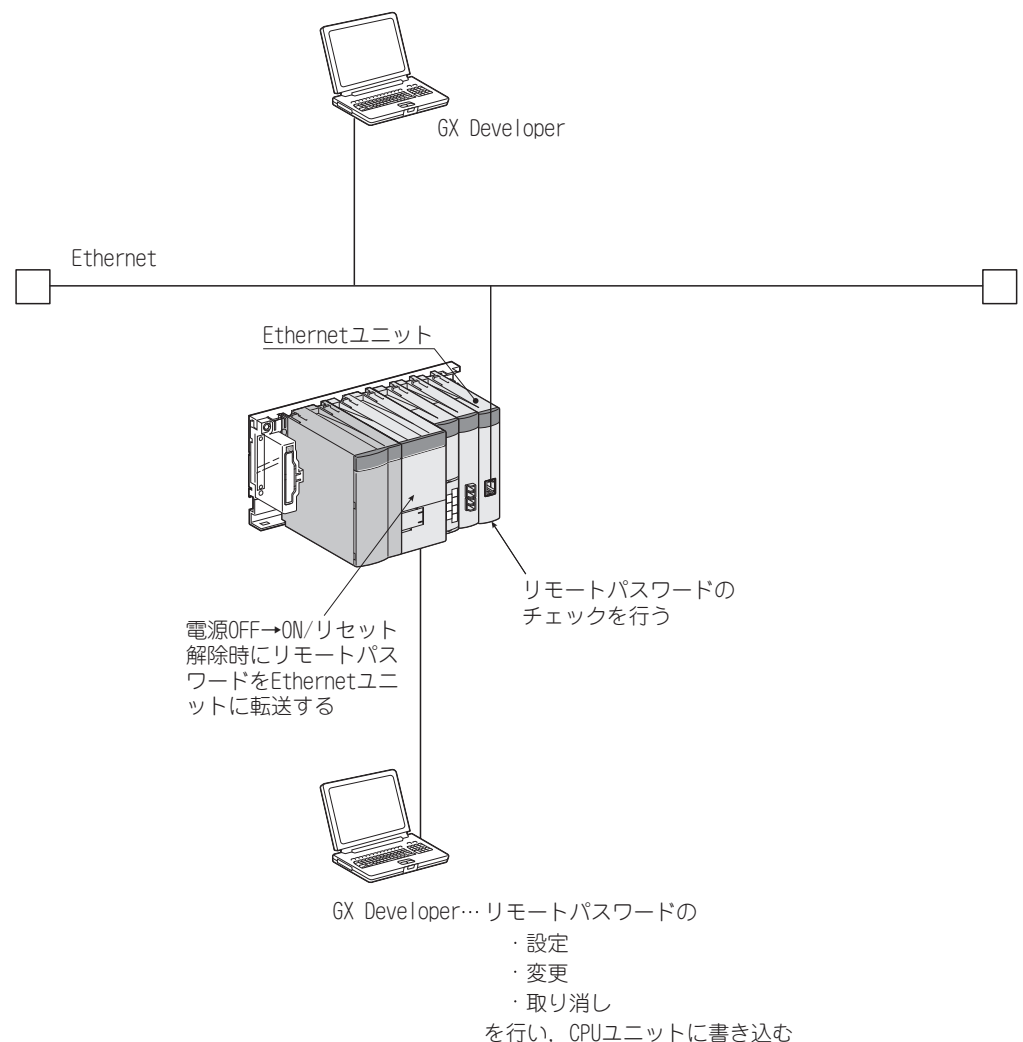 GX Developer
Ethernet
Ethernetユニット
リモートパスワードの
チェックを行う
電源OFF→ON/リセット
解除時にリモートパス
ワードをEthernetユニ
ットに転送する
GX Developer…リモートパスワードの
・設定
・変更
・取り消し
を行い，CPUユニットに書き込む